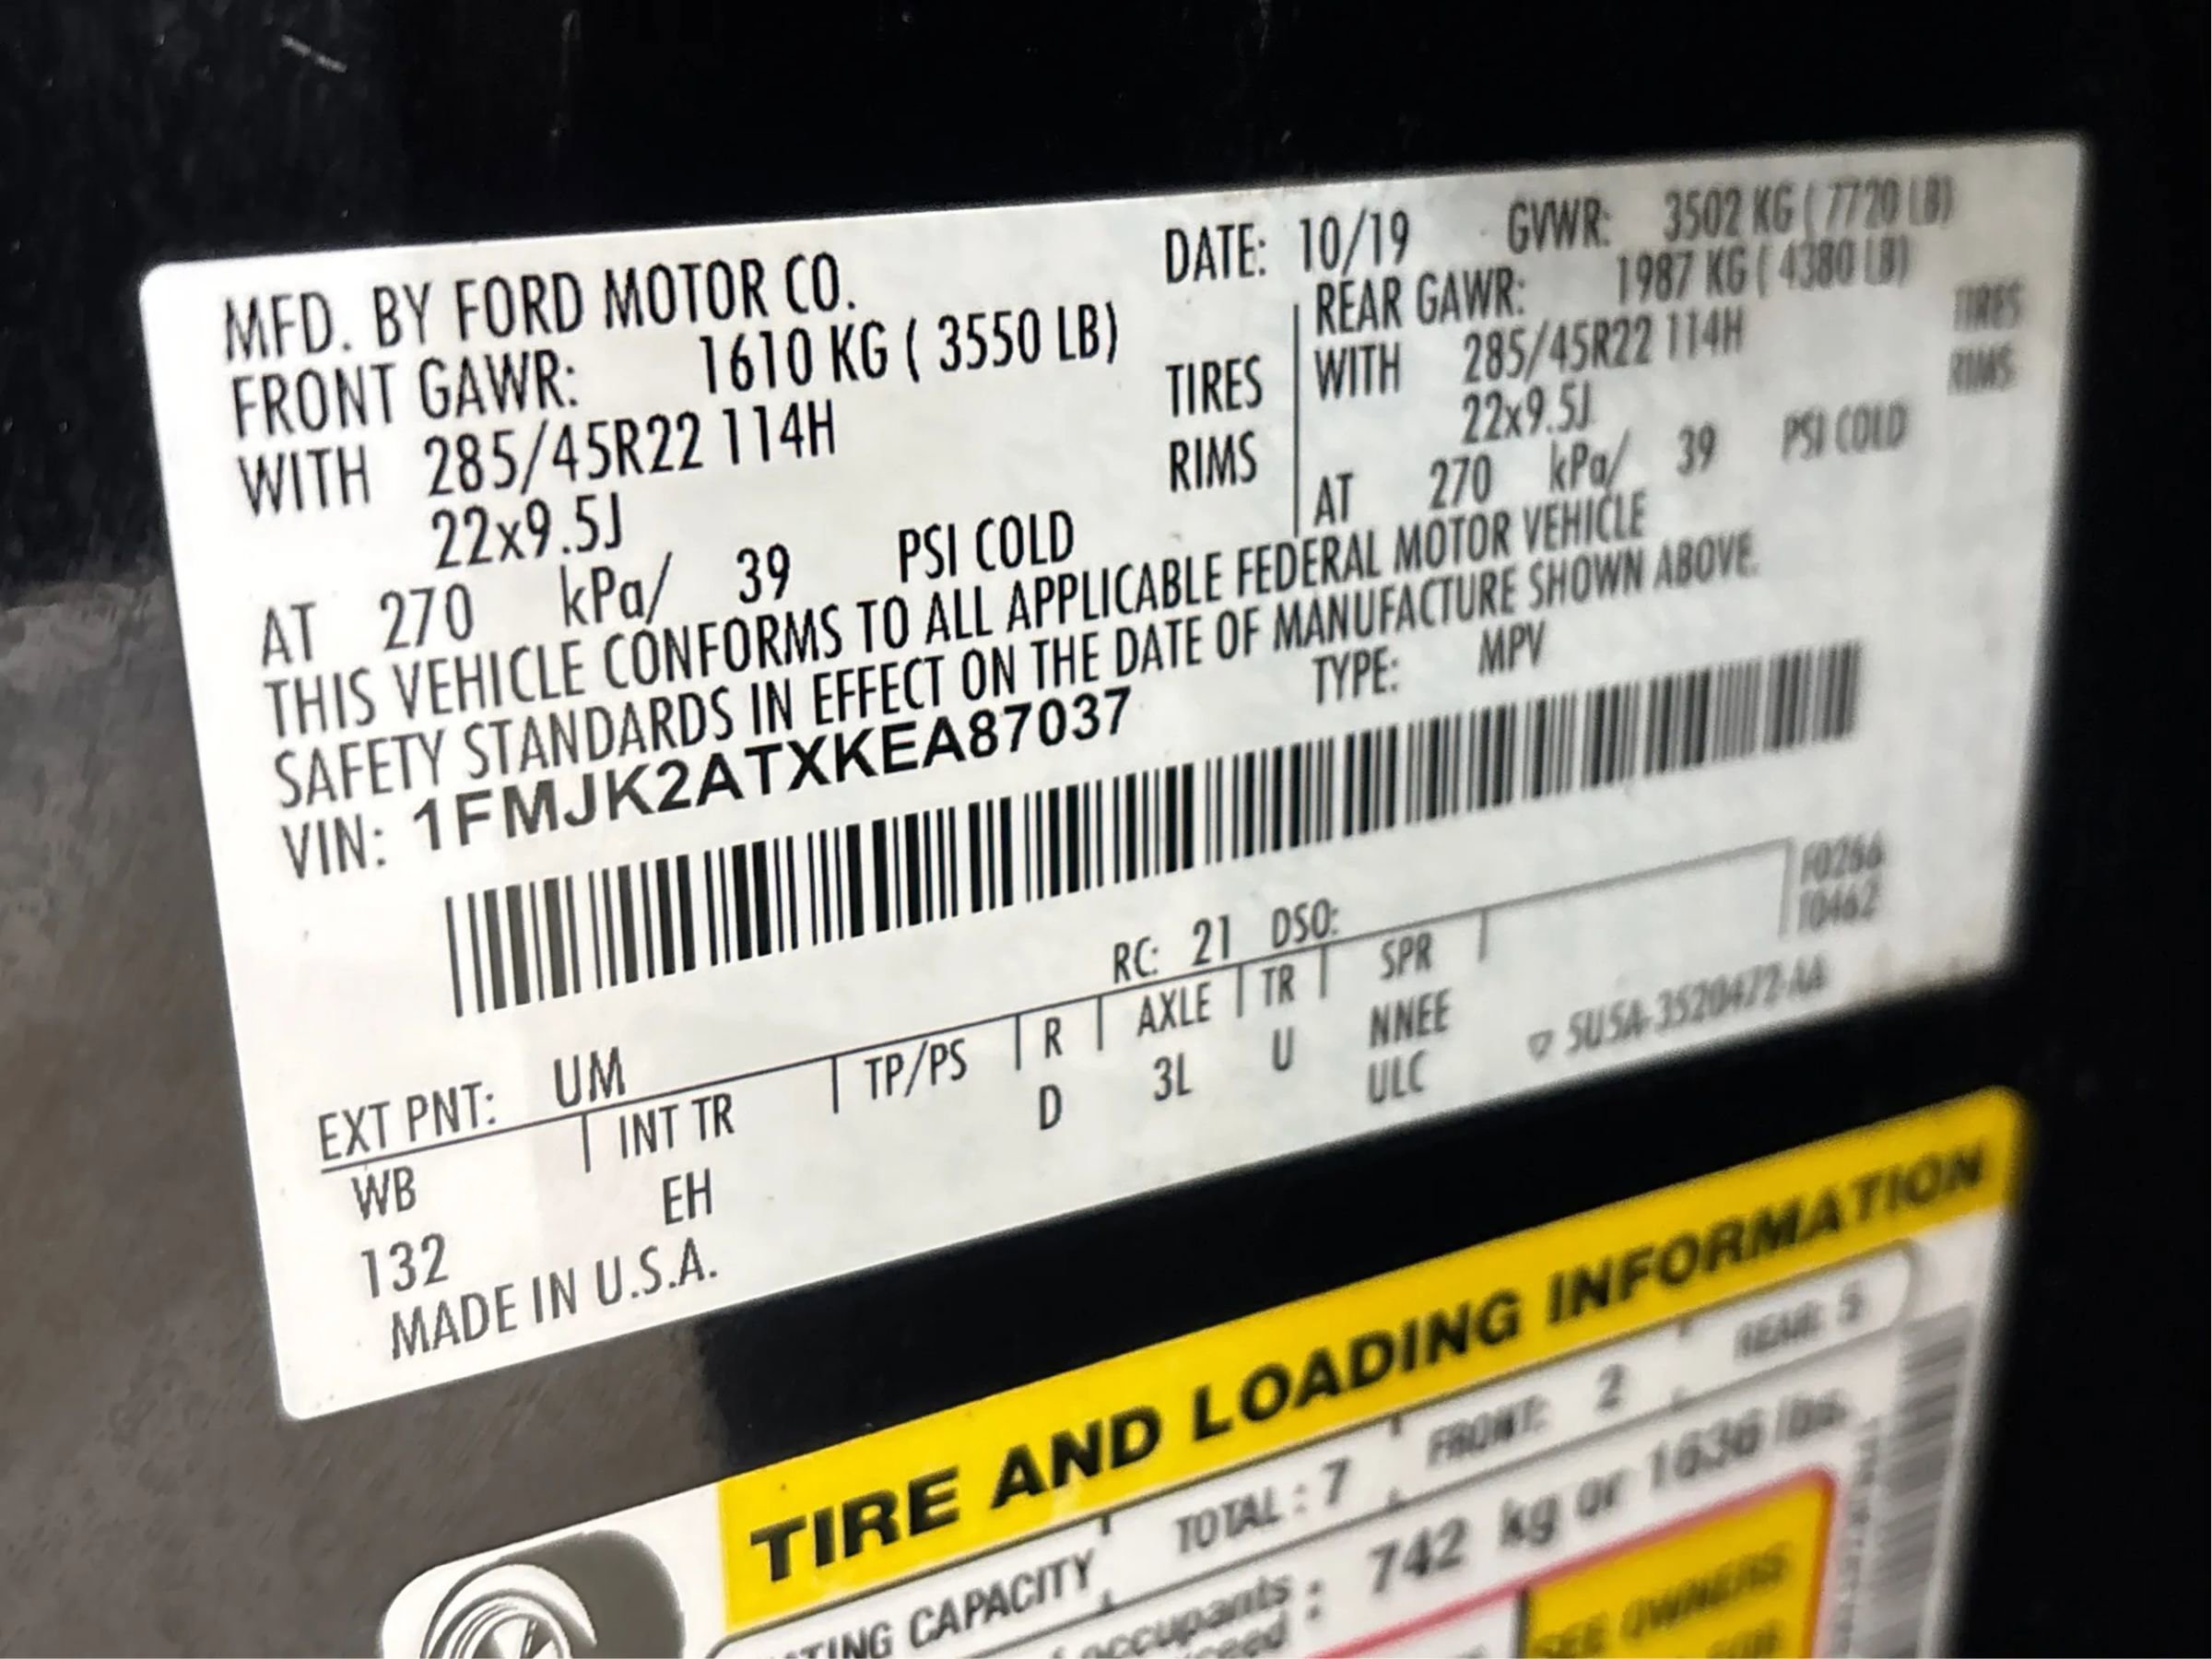 MFD. BY FORD MOTOR CO. DATE: 10/19 GVWR: 3502 KG ( 7720 LB)
FRONT GAWR: 1610 KG ( 3550 LB) REAR GAWR: 1987 KG ( 4380 LB)
WITH 285/45R22 114H TIRES WITH 285/45R22 114H TIRES
22x9.5J RIMS 22x9.5J RIMS
AT 270 kPa/ 39 PSI COLD AT 270 kPa/ 39 PSI COLD
THIS VEHICLE CONFORMS TO ALL APPLICABLE FEDERAL MOTOR VEHICLE
SAFETY STANDARDS IN EFFECT ON THE DATE OF MANUFACTURE SHOWN ABOVE.
VIN: 1FMJK2ATXKEA87037 TYPE: MPV
F0266
10462
EXT PNT: UM RC: 21 DSO:
WB INT TR TP/PS R AXLE TR SPR
132 EH D 3L U NNEE
ULC
MADE IN U.S.A. 5U5A-3520472-AA
TIRE AND LOADING INFORMATION
CAPACITY TOTAL : 7 FRONT: 2 REAR: 5
occupants : 742 kg or 1636 lbs.
SEE OWNERS
FOR